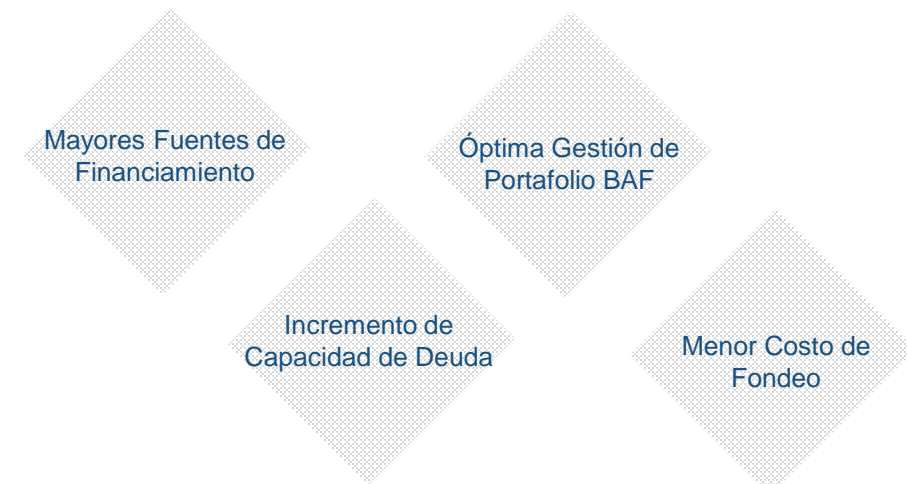 Mayores Fuentes de
Financiamiento
Óptima Gestión de
Portafolio BAF
Incremento de
Capacidad de Deuda
Menor Costo de
Fondeo